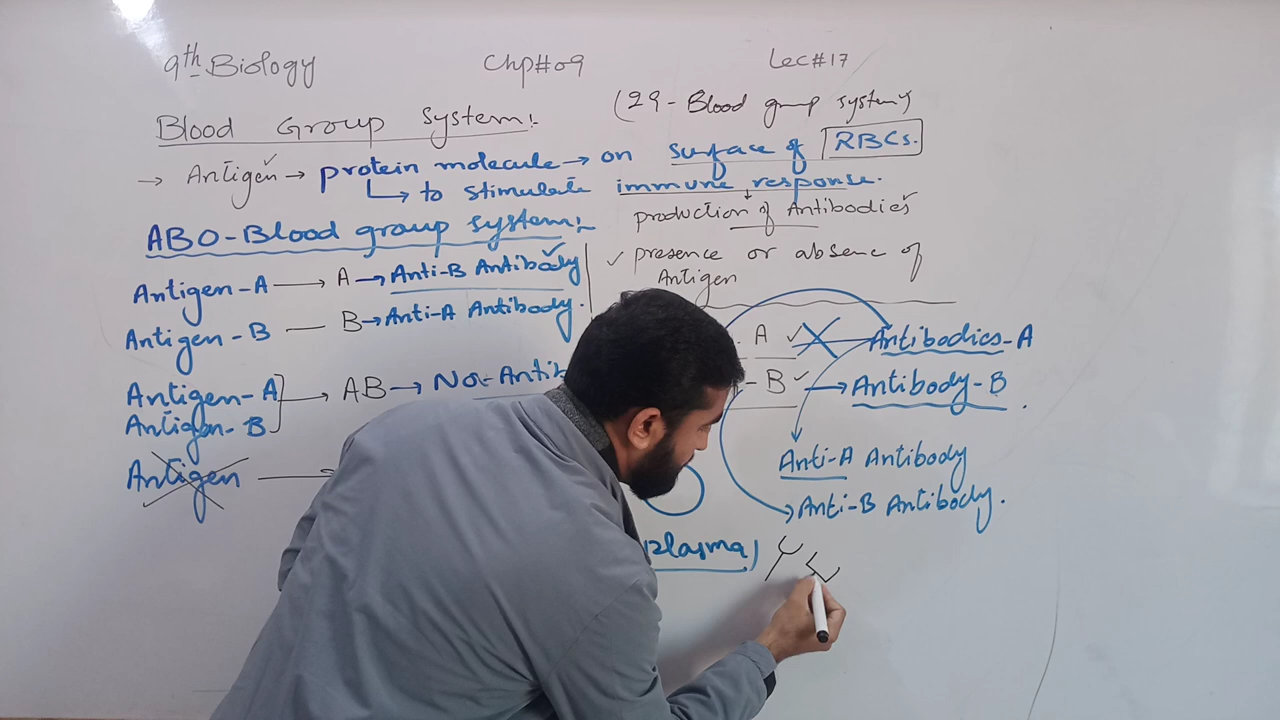 9th Biology Chp#09 Lec#17
Blood Group System:- (29 - Blood group system)
→ Antigen → protein molecule → on surface of RBCs.
↳ to stimulate immune response.
production of Antibodies
ABO-Blood group system:-
✓ presence or absence of
Antigen
Antigen-A → A → Anti-B Antibody
Antigen-B — B → Anti-A Antibody.
Antigen-A
Antigen-B
→ AB → No
Antigen
A ✓ Antibodies-A
- B ✓ → Antibody-B
Anti-A Antibody
→ Anti-B Antibody.
Plasma)